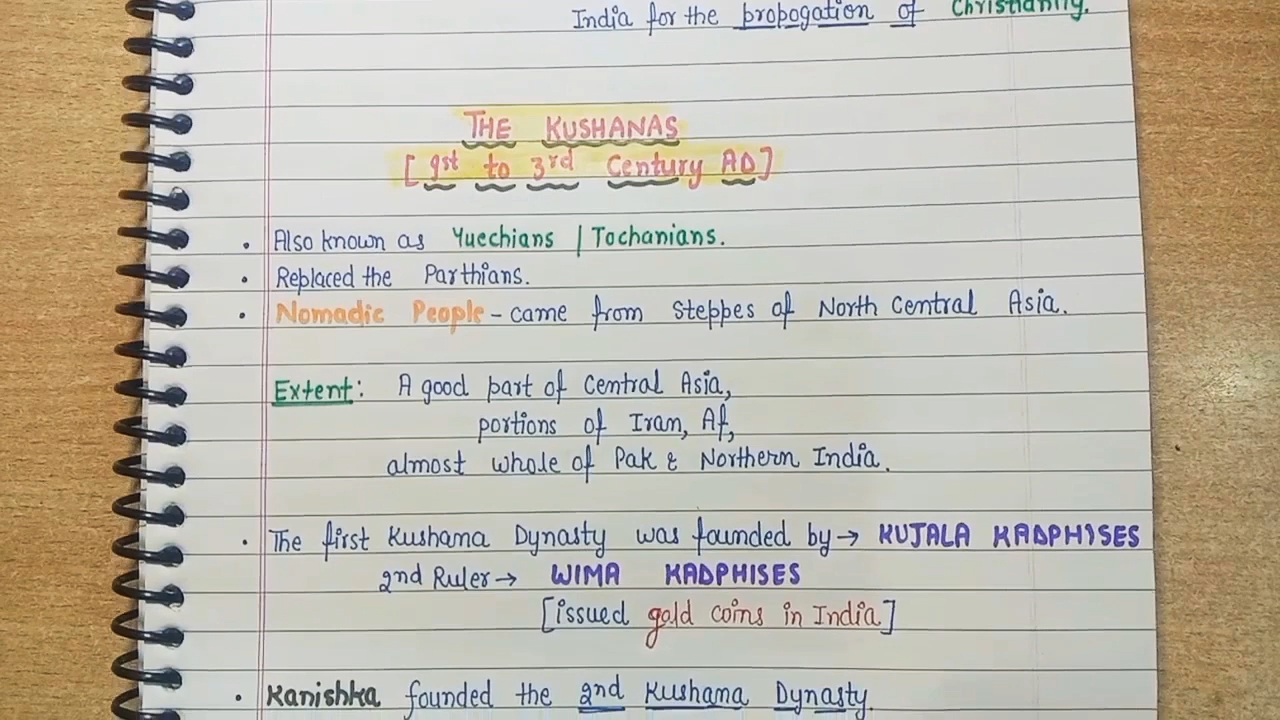 India for the propogation of Christianity.
THE KUSHANAS
[1st to 3rd Century AD]
. Also known as Yuechians / Tochanians.
. Replaced the Parthians.
. Nomadic People - came from Steppes of North Central Asia.
Extent: A good part of Central Asia,
portions of Iran, Af,
almost whole of Pak & Northern India.
. The first Kushama Dynasty was founded by → KUJALA KADPHISES
2nd Ruler → WIMA KADPHISES
[issued gold coins in India]
. Kanishka founded the 2nd Kushama Dynasty.